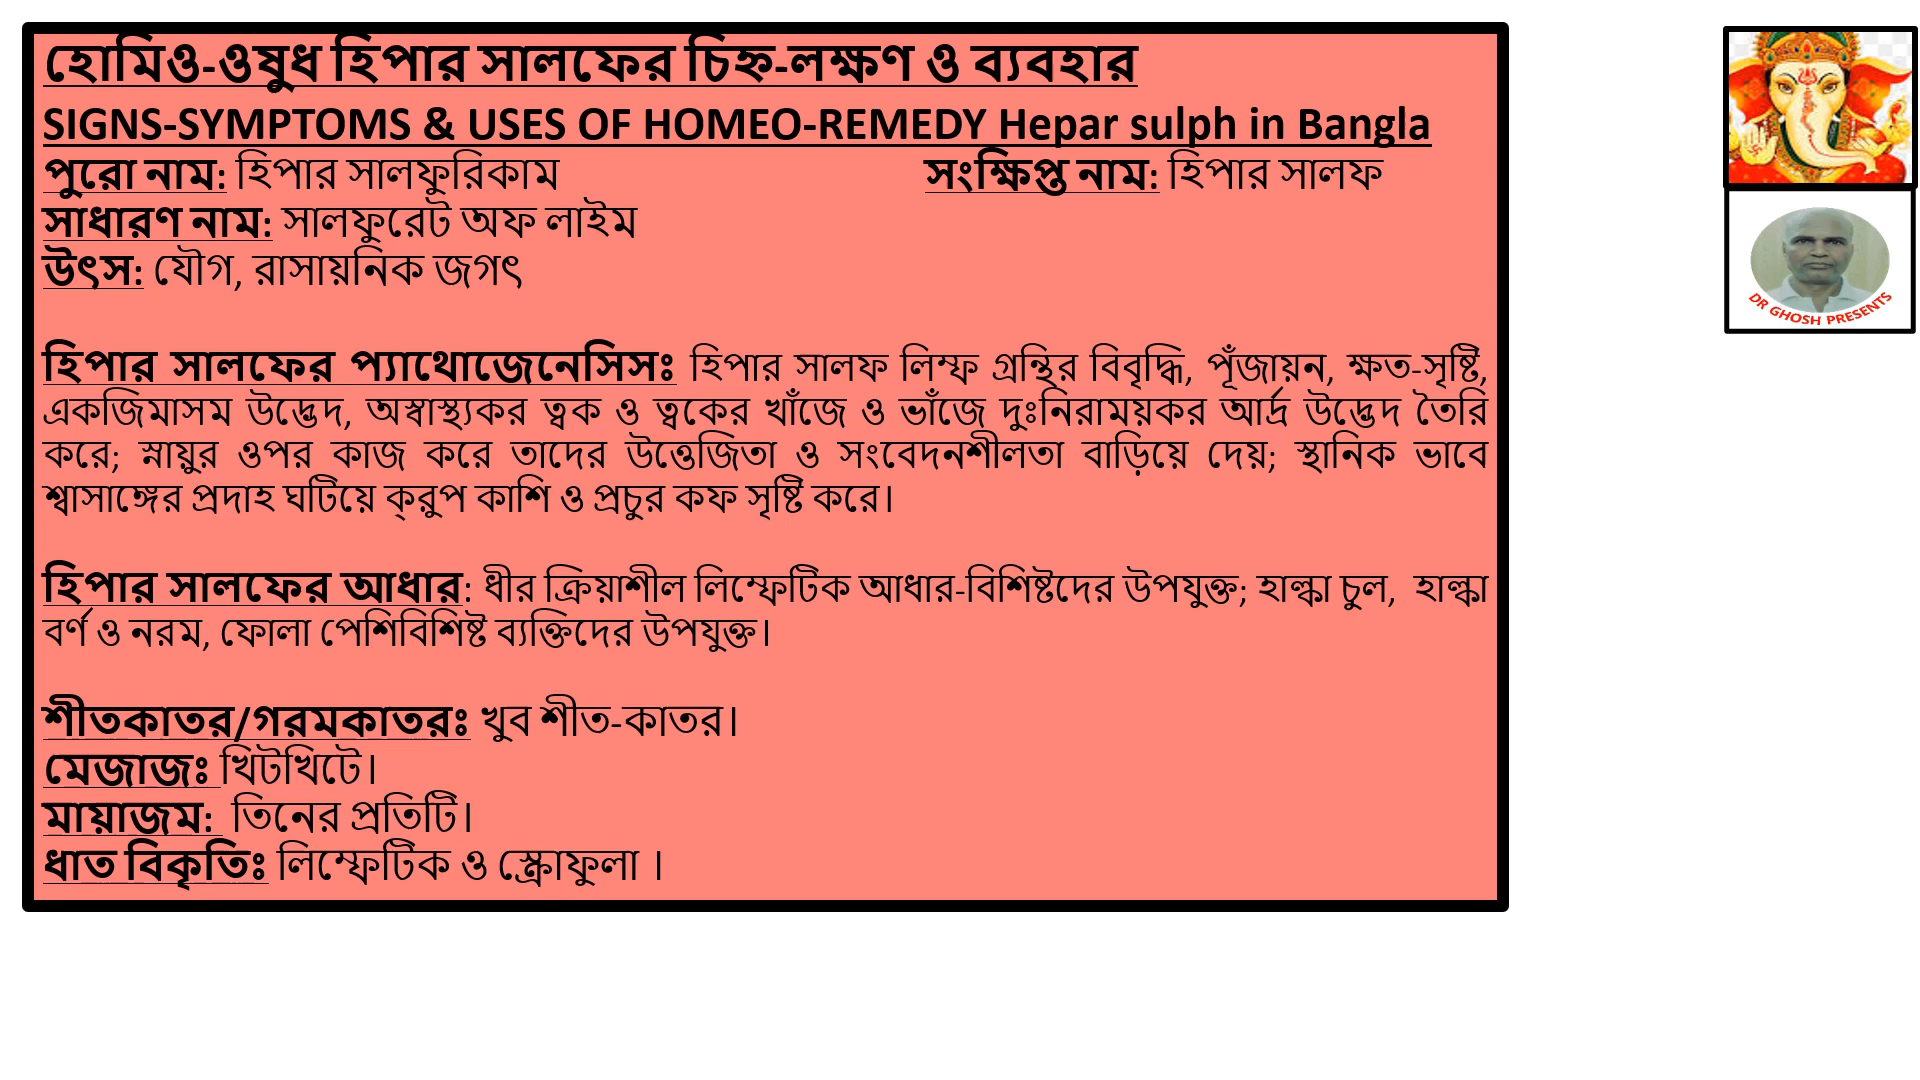 হোমিও-ওষুধ হিপার সালফের চিহ্ন-লক্ষণ ও ব্যবহার
SIGNS-SYMPTOMS & USES OF HOMEO-REMEDY Hepar sulph in Bangla
পুরো নাম: হিপার সালফুরিকাম সংক্ষিপ্ত নাম: হিপার সালফ
সাধারণ নাম: সালফুরেট অফ লাইম
উৎস: যৌগ, রাসায়নিক জগৎ
হিপার সালফের প্যাথোজেনেসিসঃ হিপার সালফ লিম্ফ গ্রন্থির বিবৃদ্ধি, পূঁজায়ন, ক্ষত-সৃষ্টি,
একজিমাসম উদ্ভেদ, অস্বাস্থ্যকর ত্বক ও ত্বকের খাঁজে ও ভাঁজে দুঃনিরাময়কর আর্দ্র উদ্ভেদ তৈরি
করে; স্নায়ুর ওপর কাজ করে তাদের উত্তেজিতা ও সংবেদনশীলতা বাড়িয়ে দেয়; স্থানিক ভাবে
শ্বাসাঙ্গের প্রদাহ ঘটিয়ে ক্‌রুপ কাশি ও প্রচুর কফ সৃষ্টি করে।
হিপার সালফের আধার: ধীর ক্রিয়াশীল লিম্ফেটিক আধার-বিশিষ্টদের উপযুক্ত; হাল্কা চুল, হাল্কা
বর্ণ ও নরম, ফোলা পেশিবিশিষ্ট ব্যক্তিদের উপযুক্ত।
শীতকাতর/গরমকাতরঃ খুব শীত-কাতর।
মেজাজঃ খিটখিটে।
মায়াজম: তিনের প্রতিটি।
ধাত বিকৃতিঃ লিম্ফেটিক ও স্ক্রোফুলা ।
DR GHOSH PRESENTS